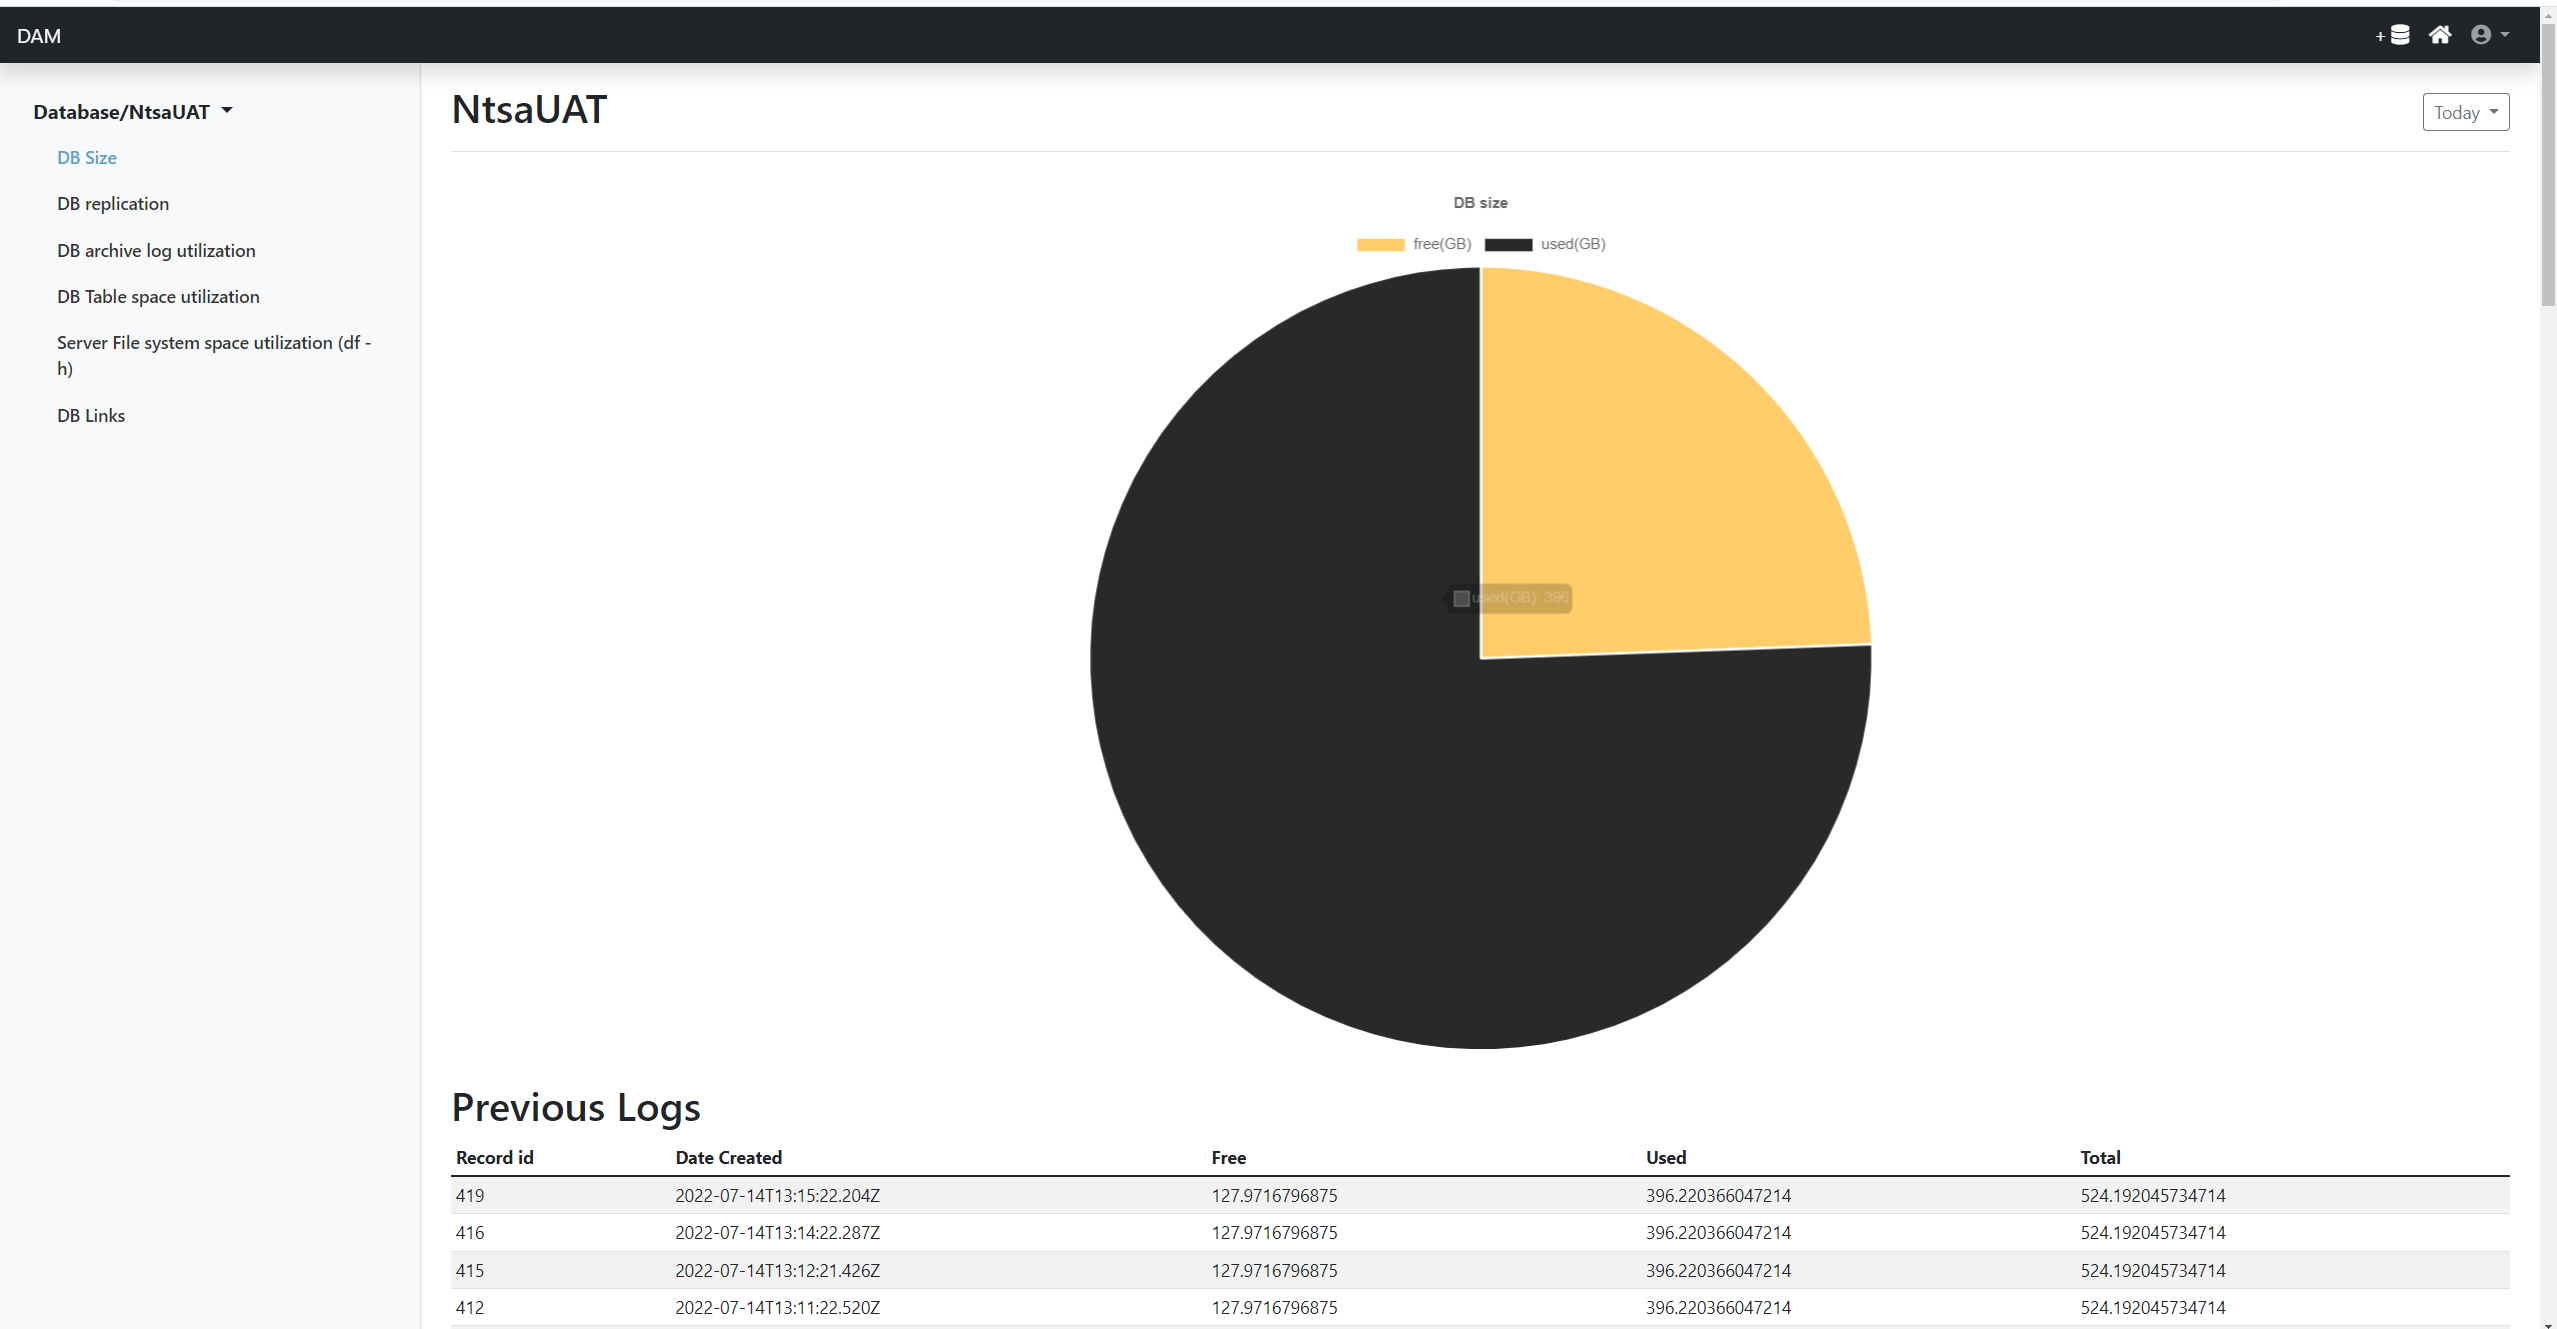 DAM
+
Database/NtsaUAT
DB Size
DB replication
DB archive log utilization
DB Table space utilization
Server File system space utilization (df -
h)
DB Links
NtsaUAT
Today
DB size
free(GB) used(GB)
used(GB): 396
Previous Logs
Record id Date Created Free Used Total
419 2022-07-14T13:15:22.204Z 127.9716796875 396.220366047214 524.192045734714
416 2022-07-14T13:14:22.287Z 127.9716796875 396.220366047214 524.192045734714
415 2022-07-14T13:12:21.426Z 127.9716796875 396.220366047214 524.192045734714
412 2022-07-14T13:11:22.520Z 127.9716796875 396.220366047214 524.192045734714